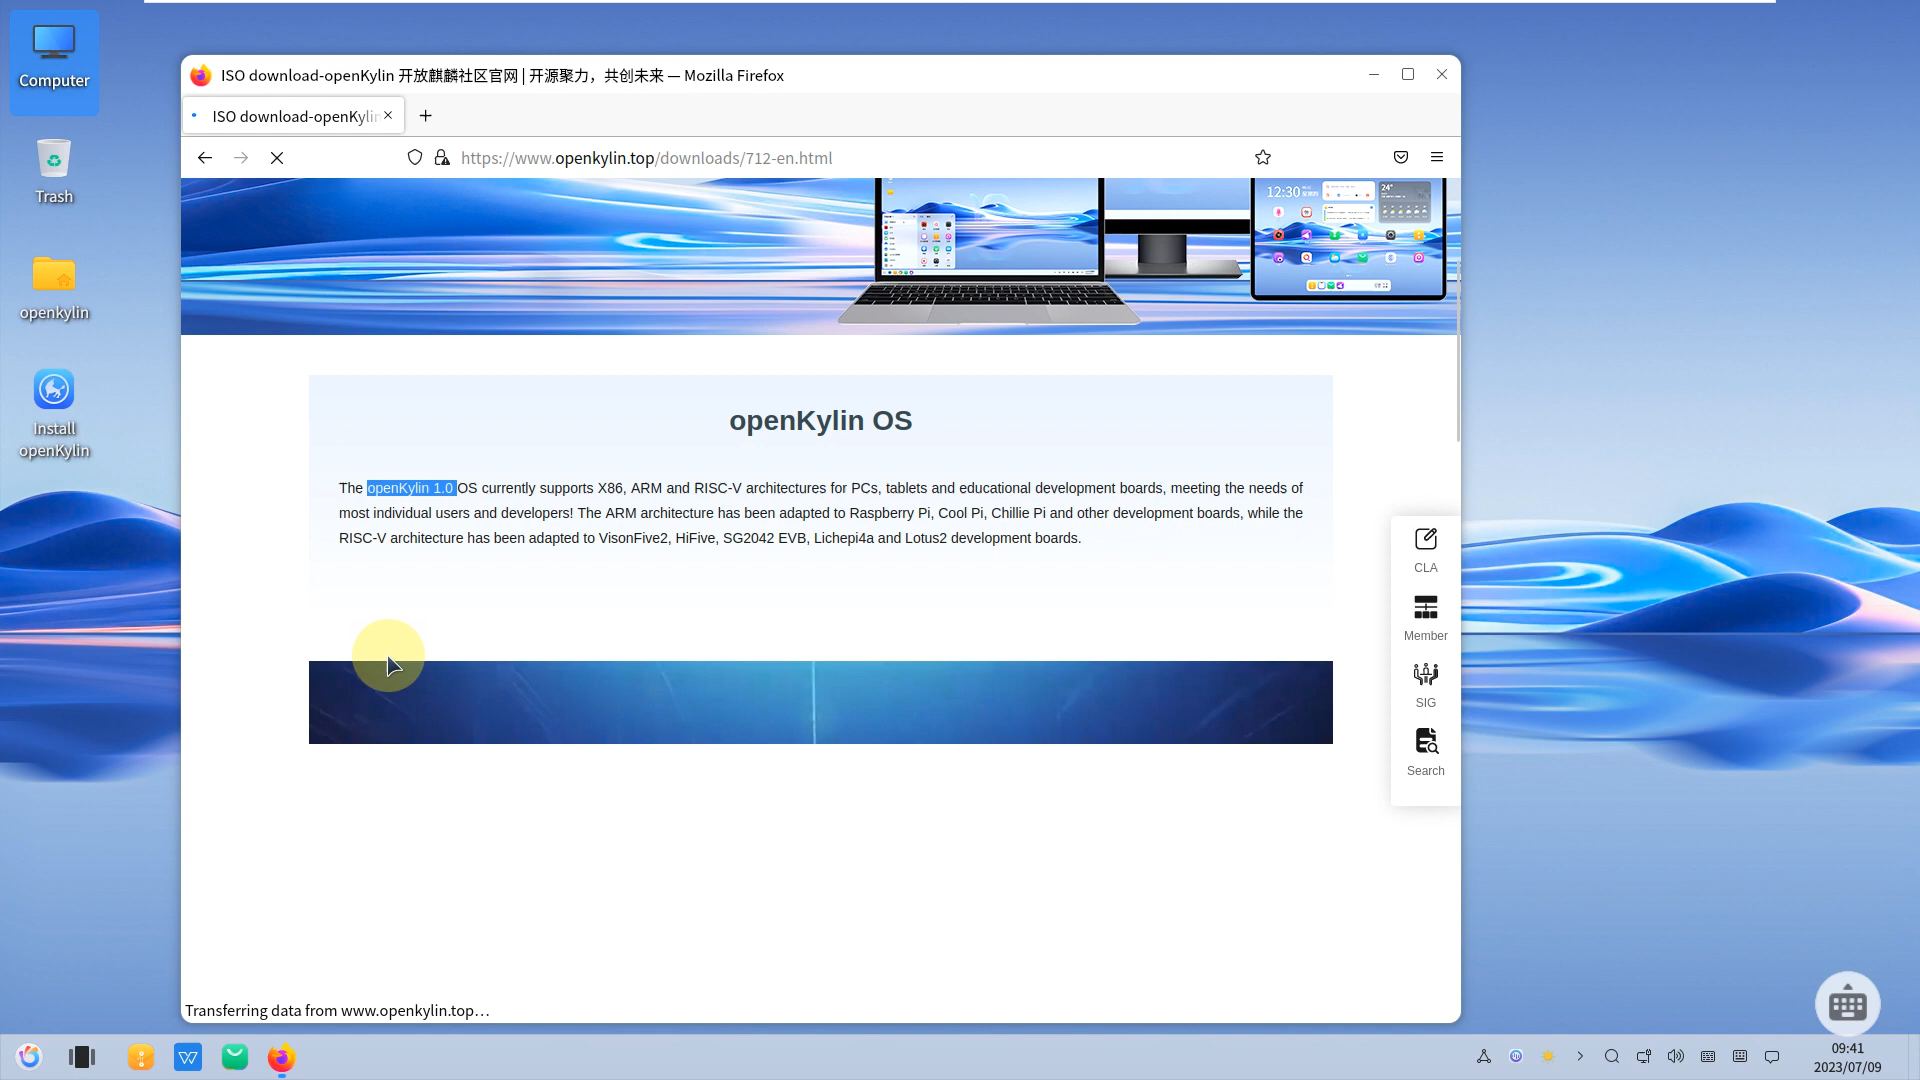 Computer
Trash
openkylin
Install
openKylin
ISO download-openKylin 开放麒麟社区官网 | 开源聚力，共创未来 — Mozilla Firefox
ISO download-openKylin
https://www.openkylin.top/downloads/712-en.html
12:30
24°
openKylin OS
The openKylin 1.0 OS currently supports X86, ARM and RISC-V architectures for PCs, tablets and educational development boards, meeting the needs of
most individual users and developers! The ARM architecture has been adapted to Raspberry Pi, Cool Pi, Chillie Pi and other development boards, while the
RISC-V architecture has been adapted to VisonFive2, HiFive, SG2042 EVB, Lichepi4a and Lotus2 development boards.
CLA
Member
SIG
Search
Transferring data from www.openkylin.top…
09:41
2023/07/09